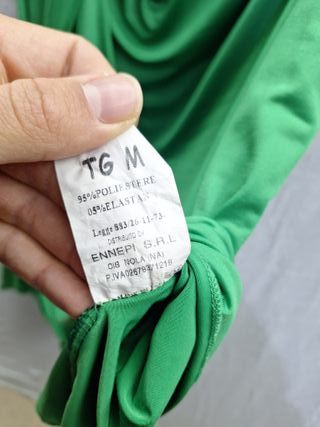 TG M
95%POLIESTERE
05%ELASTAN
Legge 883/26-11-73-
DISTRIBUITO DA
ENNEPI S.R.L
CIS NOLA (NA)